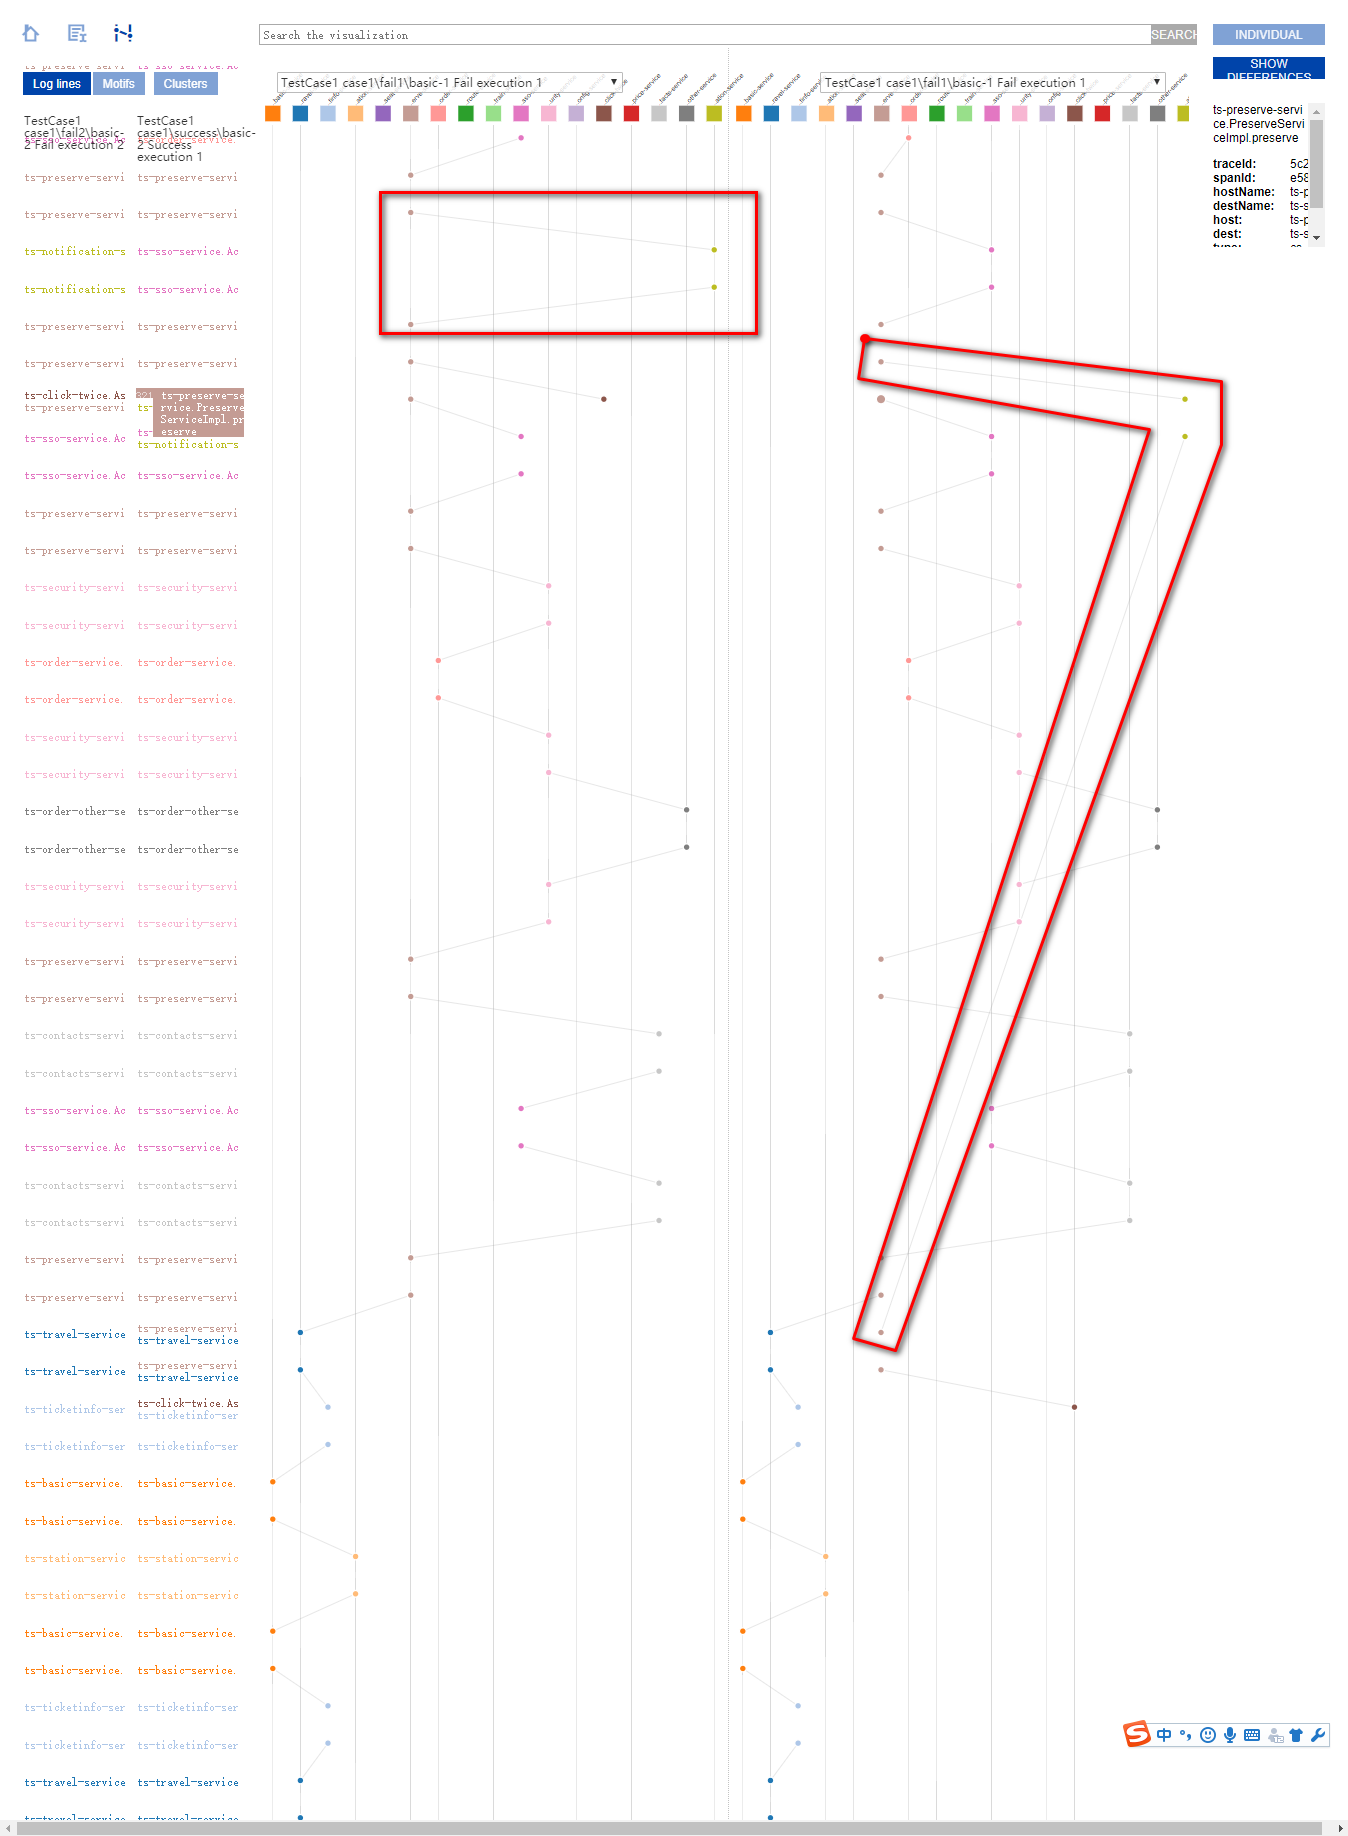 Search the visualization
SEARCH
INDIVIDUAL
SHOW DIFFERENCES
Log lines
Motifs
Clusters
TestCase1 case1\fail1\basic-1 Fail execution 1
TestCase1 case1\fail1\basic-1 Fail execution 1
TestCase1
case1\fail2\basic-
2 Fail execution 2
TestCase1
case1\success\basic-
2 Success
execution 1
ts-preserve-servi
ce.PreserveServi
ceImpl.preserve
traceId: 5c2
spanId: e58
hostName: ts-p
destName: ts-s
host: ts-p
dest: ts-s
type:
ts-sso-service.Ac ts-order-service.
ts-preserve-servi ts-preserve-servi
ts-preserve-servi ts-preserve-servi
ts-notification-s ts-sso-service.Ac
ts-notification-s ts-sso-service.Ac
ts-preserve-servi ts-preserve-servi
ts-preserve-servi ts-preserve-servi
ts-click-twice.As 321 ts-preserve-se
ts-preserve-servi ts- rvice.Preserve
ServiceImpl.pr
ts-sso-service.Ac ts- eserve
ts-notification-s
ts-sso-service.Ac ts-sso-service.Ac
ts-preserve-servi ts-preserve-servi
ts-preserve-servi ts-preserve-servi
ts-security-servi ts-security-servi
ts-security-servi ts-security-servi
ts-order-service. ts-order-service.
ts-order-service. ts-order-service.
ts-security-servi ts-security-servi
ts-security-servi ts-security-servi
ts-order-other-se ts-order-other-se
ts-order-other-se ts-order-other-se
ts-security-servi ts-security-servi
ts-security-servi ts-security-servi
ts-preserve-servi ts-preserve-servi
ts-preserve-servi ts-preserve-servi
ts-contacts-servi ts-contacts-servi
ts-contacts-servi ts-contacts-servi
ts-sso-service.Ac ts-sso-service.Ac
ts-sso-service.Ac ts-sso-service.Ac
ts-contacts-servi ts-contacts-servi
ts-contacts-servi ts-contacts-servi
ts-preserve-servi ts-preserve-servi
ts-preserve-servi ts-preserve-servi
ts-travel-service ts-preserve-servi
ts-travel-service
ts-travel-service ts-preserve-servi
ts-travel-service
ts-ticketinfo-ser ts-click-twice.As
ts-ticketinfo-ser
ts-ticketinfo-ser ts-ticketinfo-ser
ts-basic-service. ts-basic-service.
ts-basic-service. ts-basic-service.
ts-station-servic ts-station-servic
ts-station-servic ts-station-servic
ts-basic-service. ts-basic-service.
ts-basic-service. ts-basic-service.
ts-ticketinfo-ser ts-ticketinfo-ser
ts-ticketinfo-ser ts-ticketinfo-ser
ts-travel-service ts-travel-service
ts-travel-service ts-travel-service
S 中